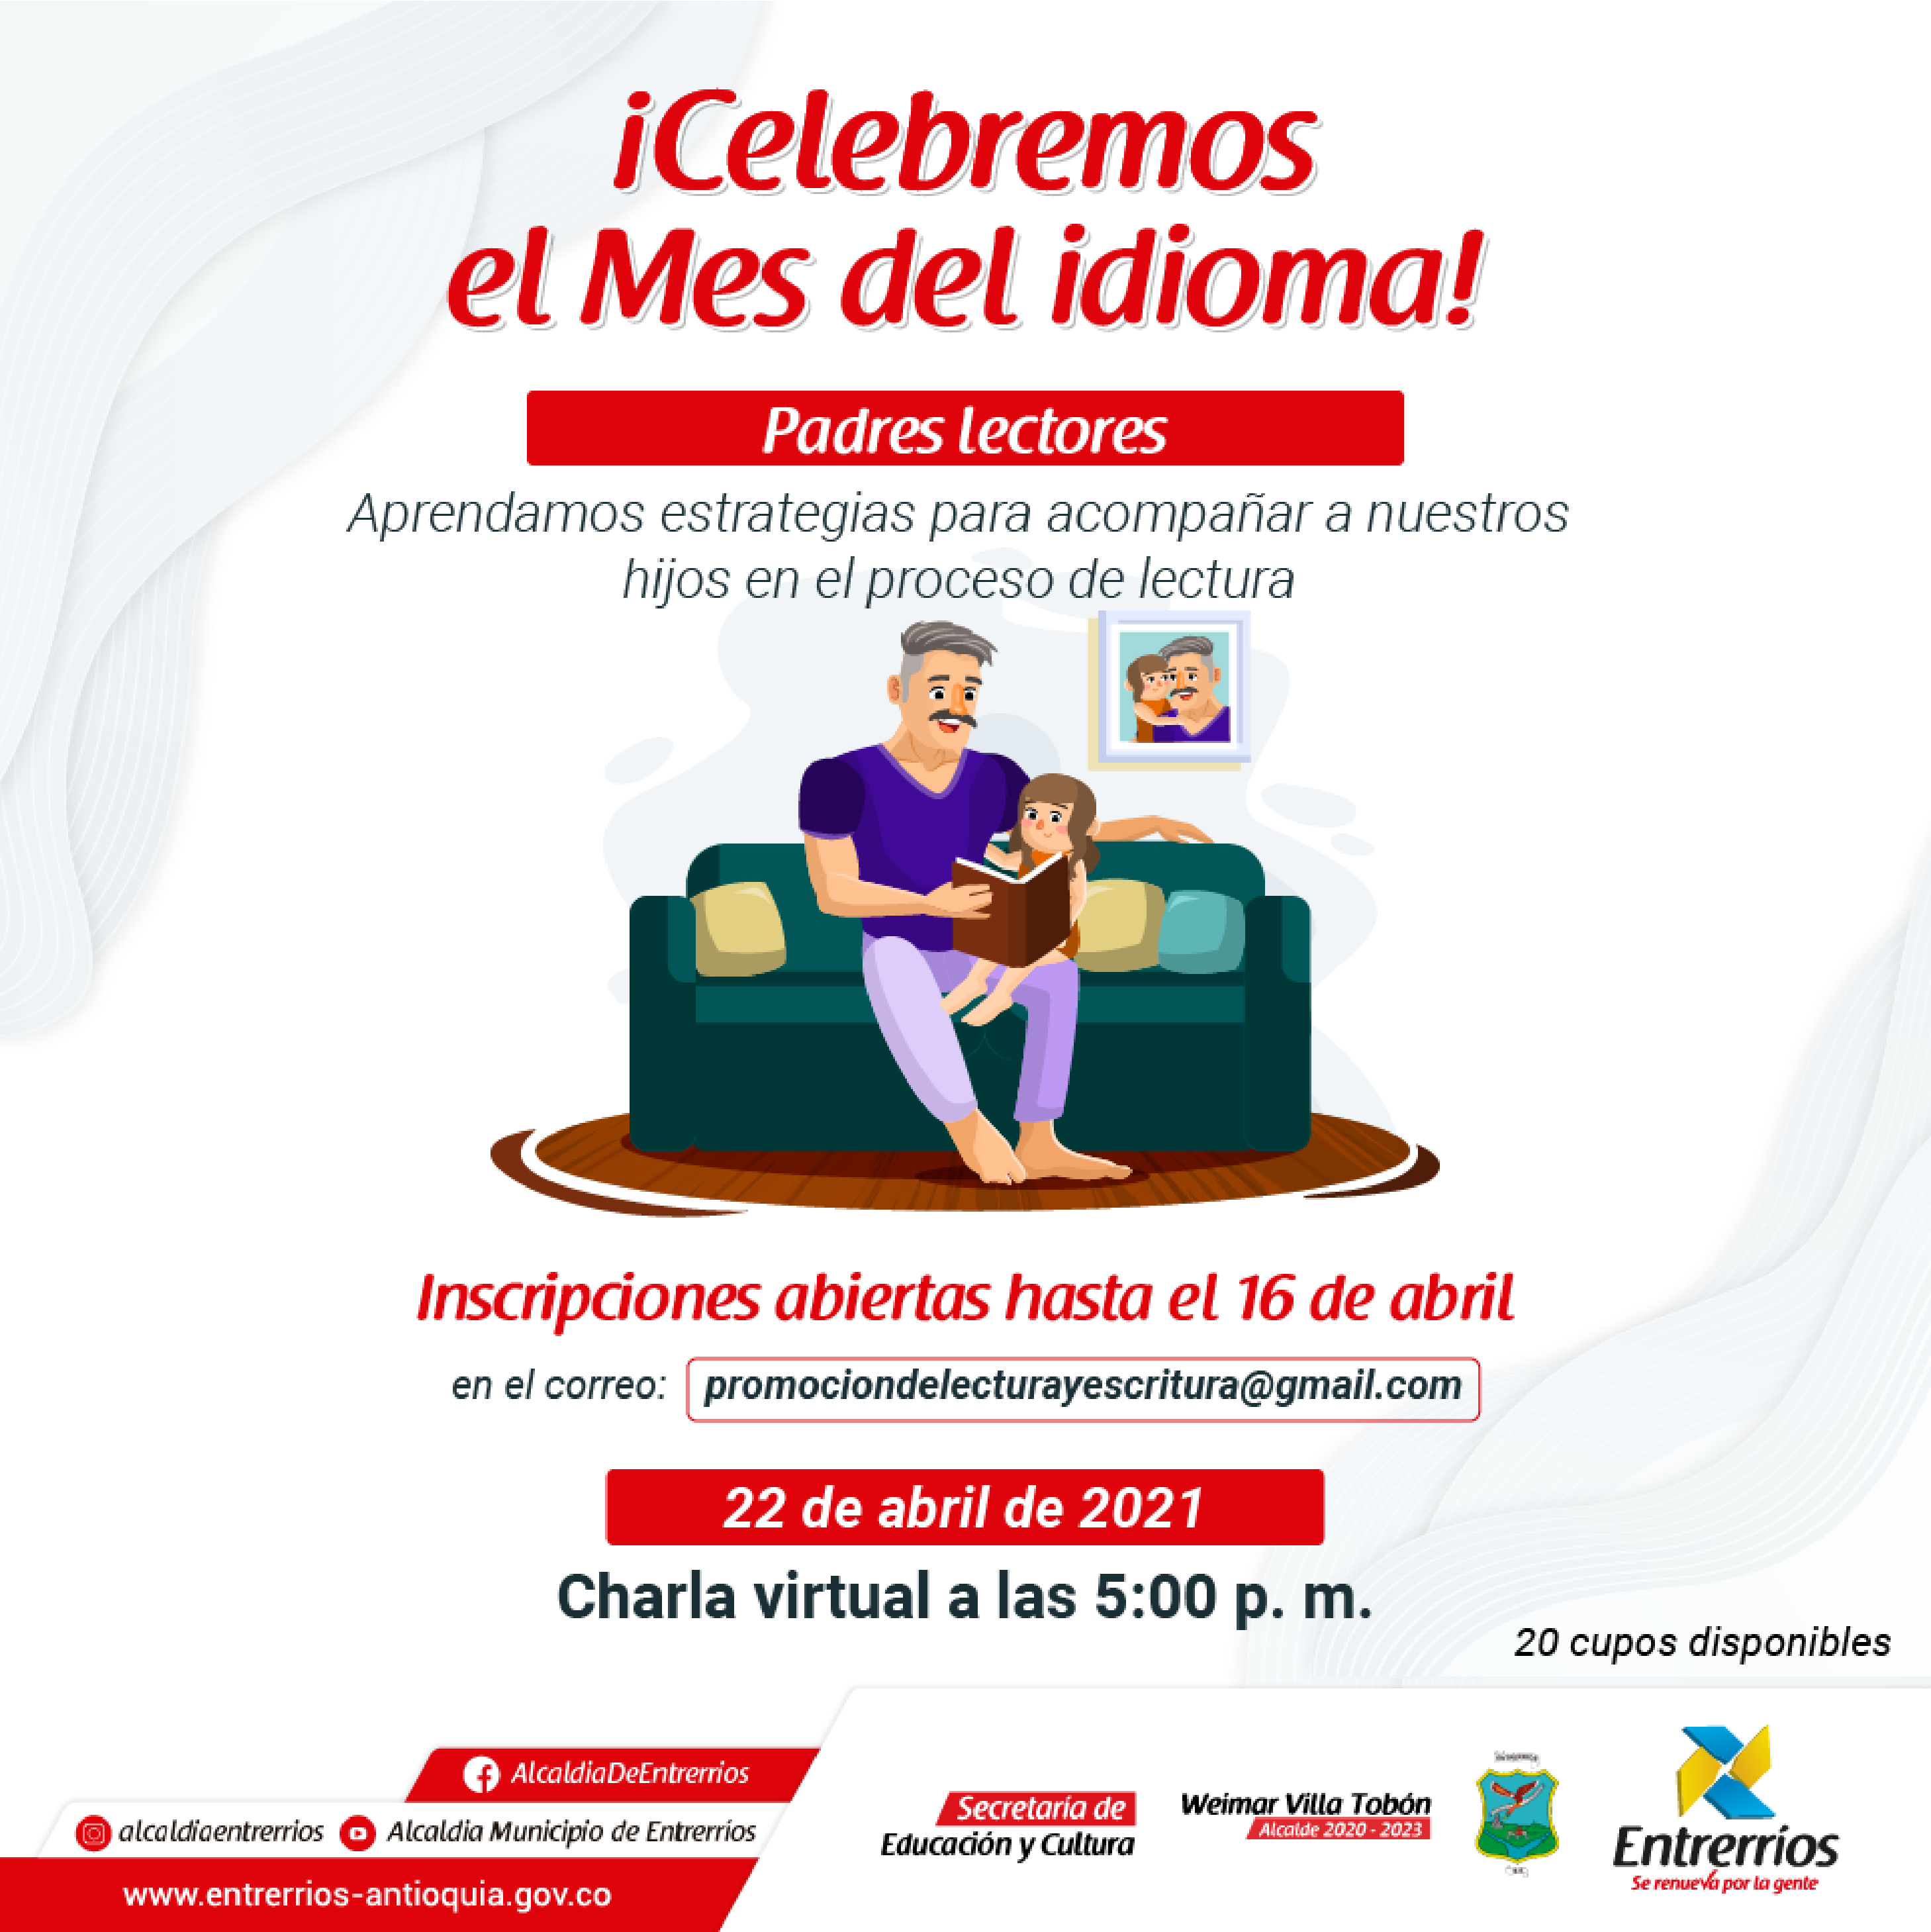 ¡Celebremos
el Mes del idioma!
Padres lectores
Aprendamos estrategias para acompañar a nuestros
hijos en el proceso de lectura
Inscripciones abiertas hasta el 16 de abril
en el correo: promociondelecturayescritura@gmail.com
22 de abril de 2021
Charla virtual a las 5:00 p. m.
20 cupos disponibles
AlcaldiaDeEntrerrios
alcaldiaentrerrios Alcaldia Municipio de Entrerríos
www.entrerrios-antioquia.gov.co
Secretaría de
Educación y Cultura
Weimar Villa Tobón
Alcalde 2020 - 2023
Entrerríos
Se renueva por la gente